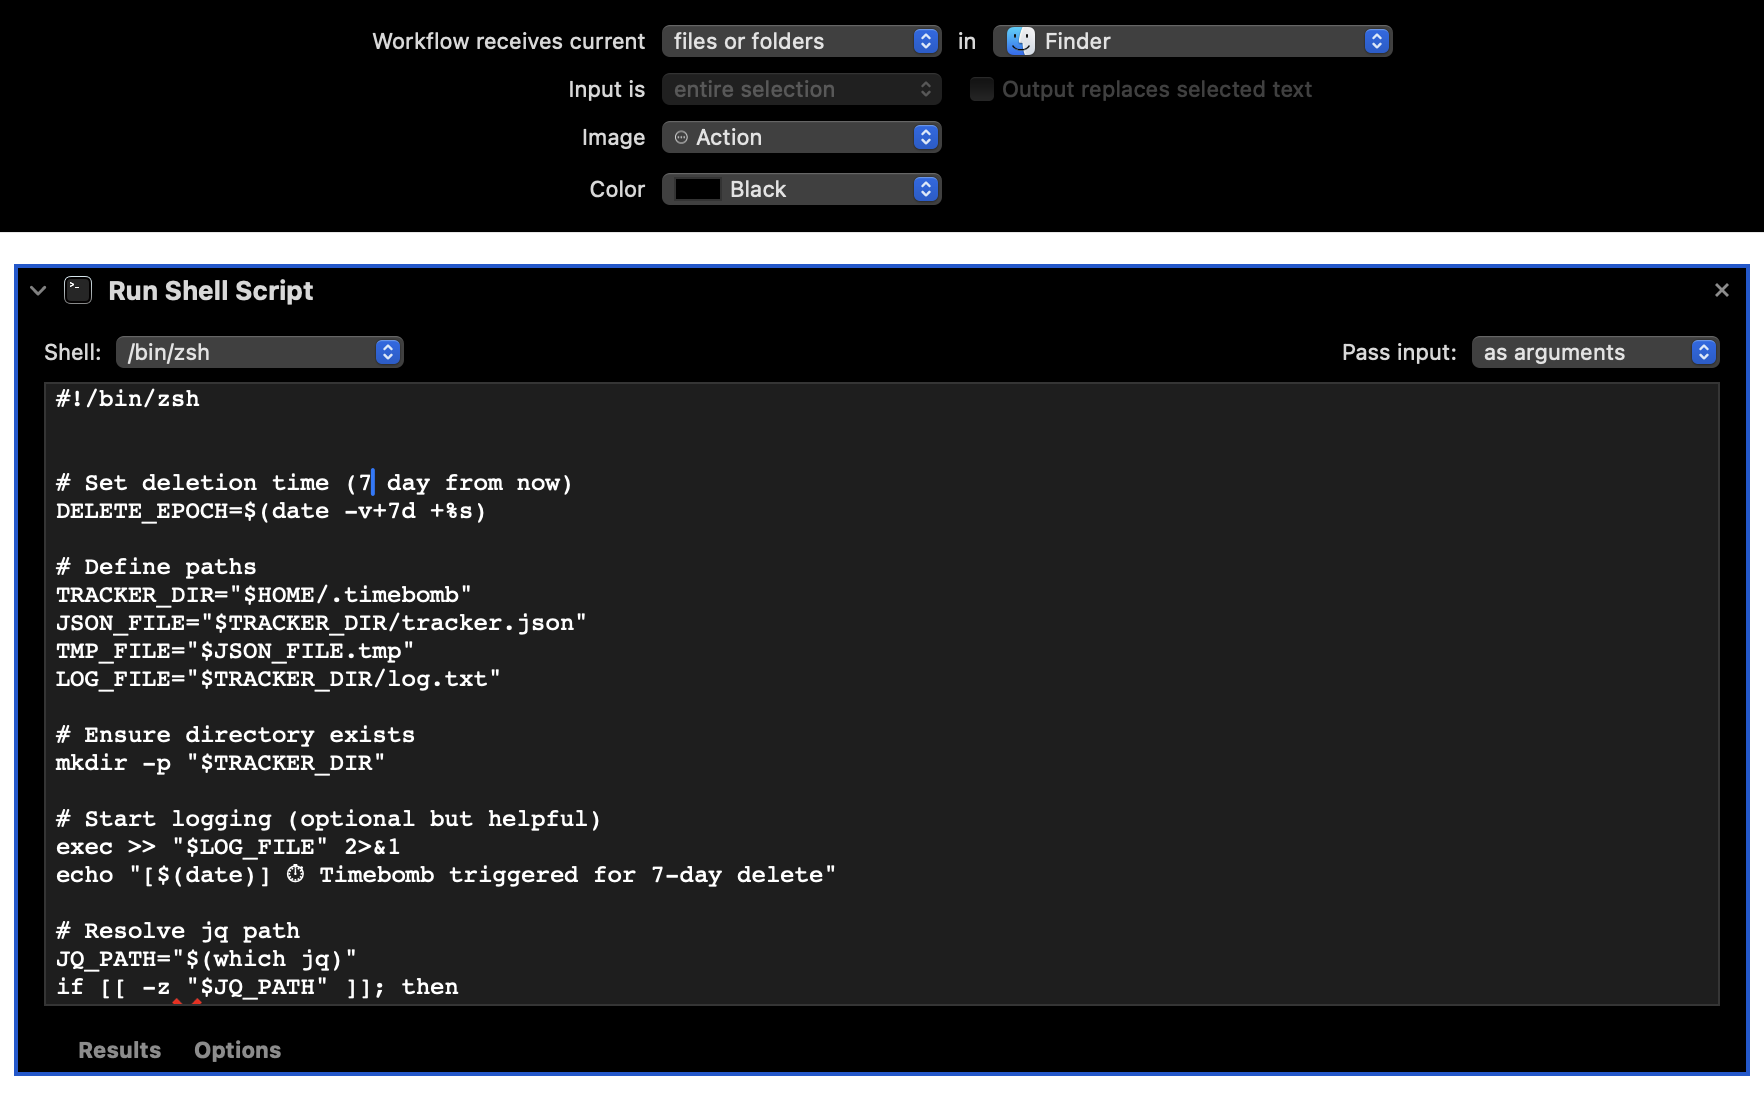 Workflow receives current files or folders in Finder
Input is entire selection Output replaces selected text
Image Action
Color Black
Run Shell Script
Shell: /bin/zsh Pass input: as arguments
#!/bin/zsh
# Set deletion time (7 day from now)
DELETE_EPOCH=$(date -v+7d +%s)
# Define paths
TRACKER_DIR="$HOME/.timebomb"
JSON_FILE="$TRACKER_DIR/tracker.json"
TMP_FILE="$JSON_FILE.tmp"
LOG_FILE="$TRACKER_DIR/log.txt"
# Ensure directory exists
mkdir -p "$TRACKER_DIR"
# Start logging (optional but helpful)
exec >> "$LOG_FILE" 2>&1
echo "[$(date)] ⏱ Timebomb triggered for 7-day delete"
# Resolve jq path
JQ_PATH="$(which jq)"
if [[ -z "$JQ_PATH" ]]; then
Results Options